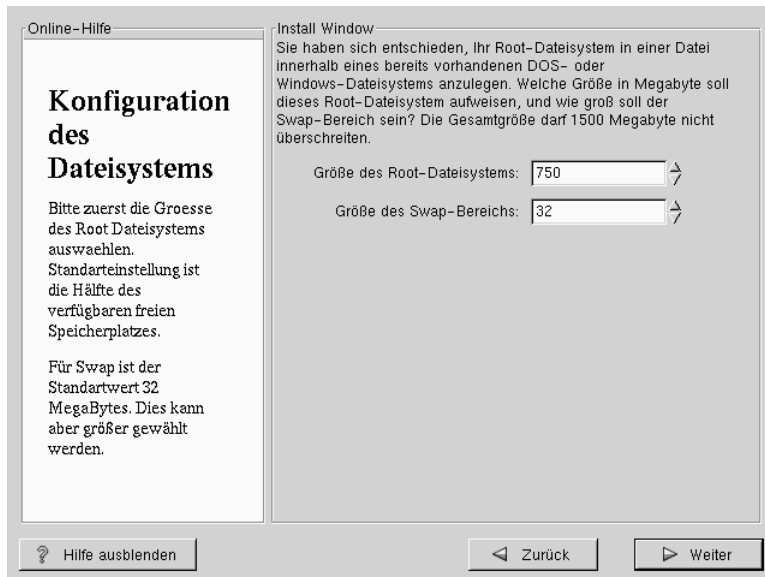 Online-Hilfe
Konfiguration
des
Dateisystems
Bitte zuerst die Groesse
des Root Dateisystems
auswaehlen.
Standarteinstellung ist
die Hälfte des
verfügbaren freien
Speicherplatzes.
Für Swap ist der
Standartwert 32
MegaBytes. Dies kann
aber größer gewählt
werden.
Install Window
Sie haben sich entschieden, Ihr Root-Dateisystem in einer Datei
innerhalb eines bereits vorhandenen DOS- oder
Windows-Dateisystems anzulegen. Welche Größe in Megabyte soll
dieses Root-Dateisystem aufweisen, und wie groß soll der
Swap-Bereich sein? Die Gesamtgröße darf 1500 Megabyte nicht
überschreiten.
Größe des Root-Dateisystems: 750
Größe des Swap-Bereichs: 32
? Hilfe ausblenden
Zurück
Weiter